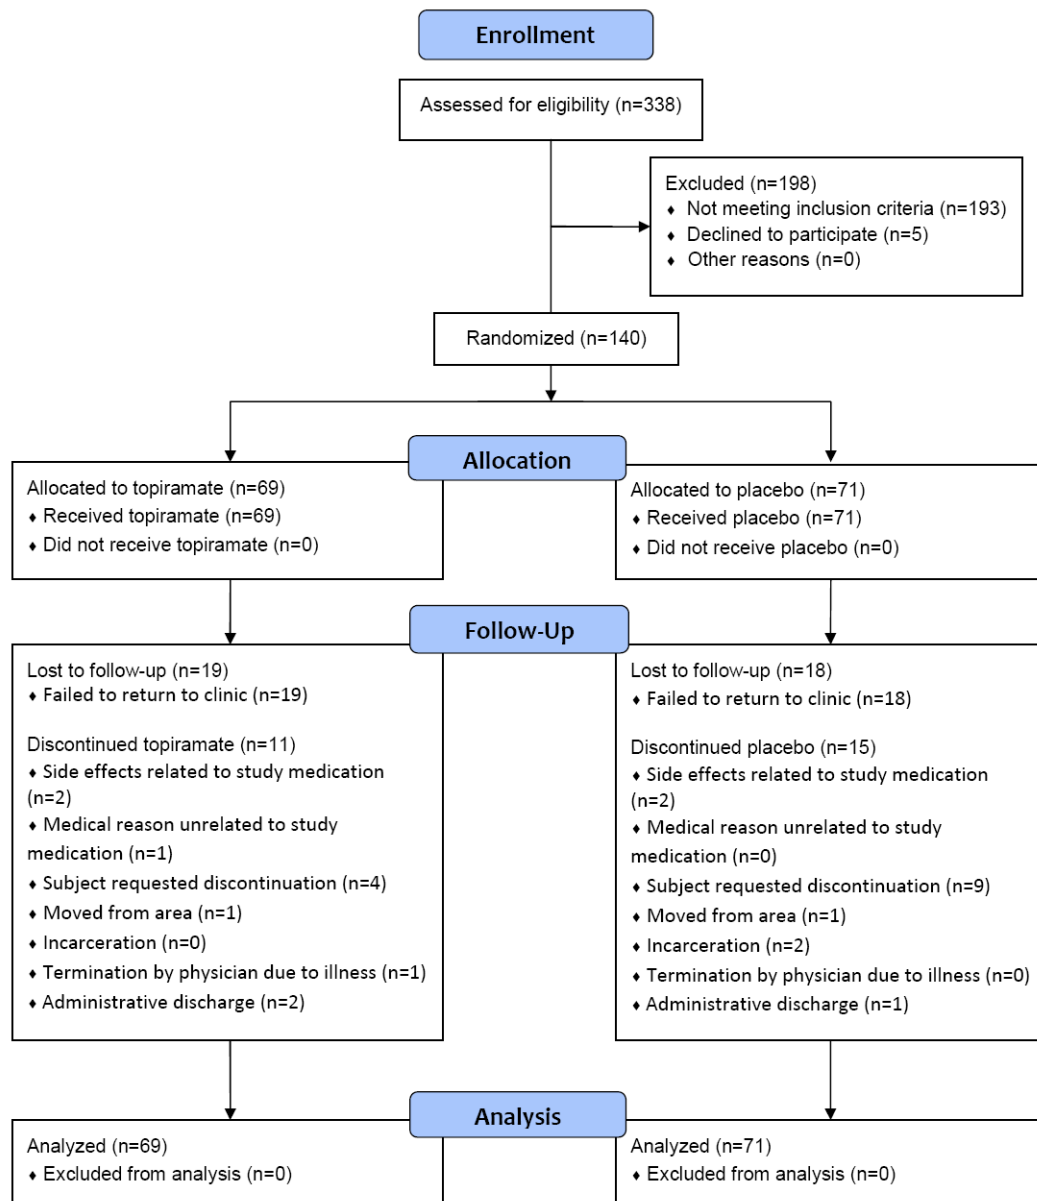 Enrollment
Assessed for eligibility (n=338)
Excluded (n=198)
♦ Not meeting inclusion criteria (n=193)
♦ Declined to participate (n=5)
♦ Other reasons (n=0)
Randomized (n=140)
Allocation
Allocated to topiramate (n=69)
♦ Received topiramate (n=69)
♦ Did not receive topiramate (n=0)
Allocated to placebo (n=71)
♦ Received placebo (n=71)
♦ Did not receive placebo (n=0)
Follow-Up
Lost to follow-up (n=19)
♦ Failed to return to clinic (n=19)
Discontinued topiramate (n=11)
♦ Side effects related to study medication
(n=2)
♦ Medical reason unrelated to study
medication (n=1)
♦ Subject requested discontinuation (n=4)
♦ Moved from area (n=1)
♦ Incarceration (n=0)
♦ Termination by physician due to illness (n=1)
♦ Administrative discharge (n=2)
Lost to follow-up (n=18)
♦ Failed to return to clinic (n=18)
Discontinued placebo (n=15)
♦ Side effects related to study medication
(n=2)
♦ Medical reason unrelated to study
medication (n=0)
♦ Subject requested discontinuation (n=9)
♦ Moved from area (n=1)
♦ Incarceration (n=2)
♦ Termination by physician due to illness (n=0)
♦ Administrative discharge (n=1)
Analysis
Analyzed (n=69)
♦ Excluded from analysis (n=0)
Analyzed (n=71)
♦ Excluded from analysis (n=0)